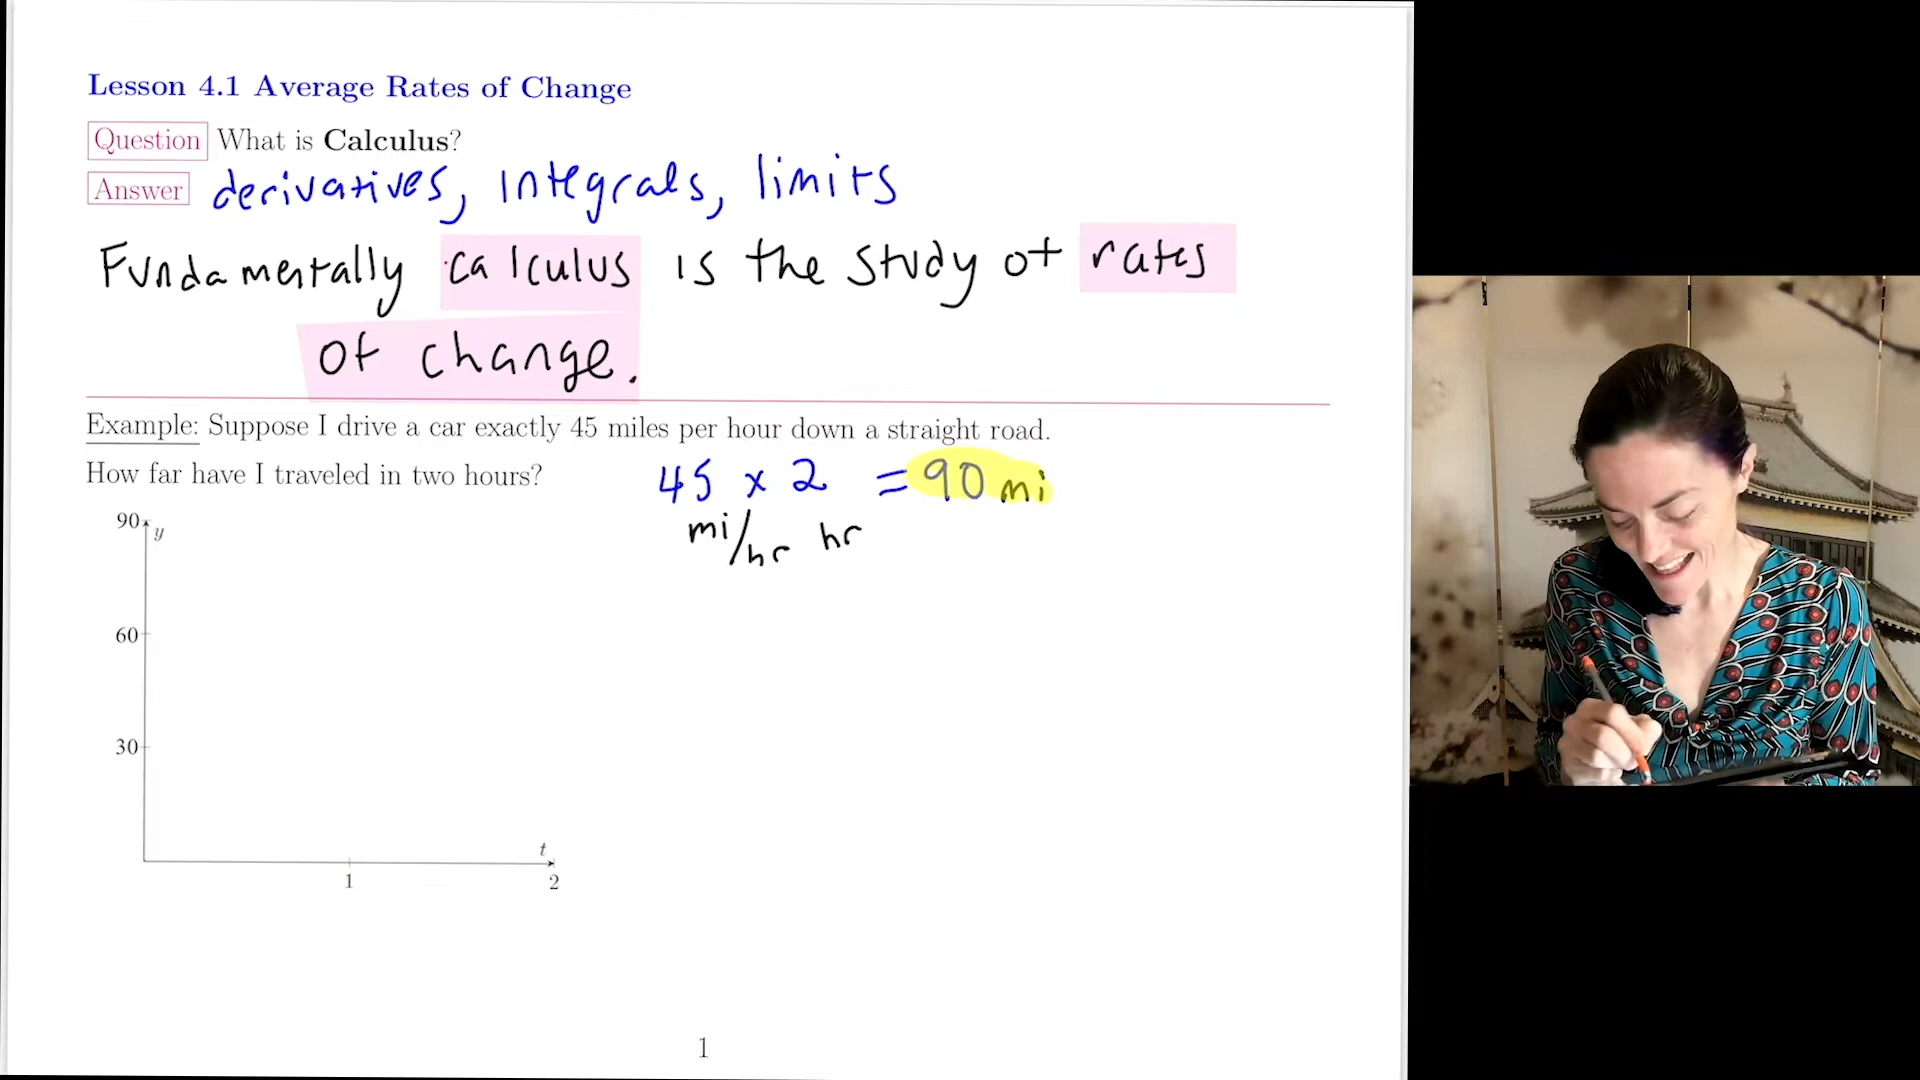 Lesson 4.1 Average Rates of Change
Question What is Calculus?
Answer derivatives, integrals, limits
Fundamentally calculus is the study of rates
of change.
Example: Suppose I drive a car exactly 45 miles per hour down a straight road.
How far have I traveled in two hours? 45 x 2 = 90 mi
mi/hr hr
90 y
60
30
t
1 2
1